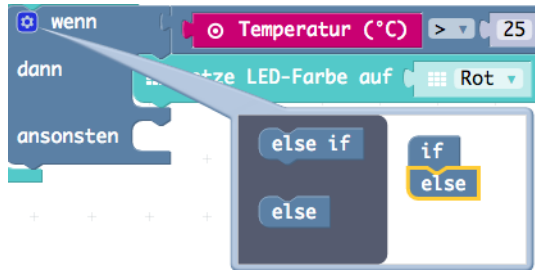 wenn Temperatur (°C) > 25
dann tze LED-Farbe auf Rot
ansonsten
else if
if
else
else